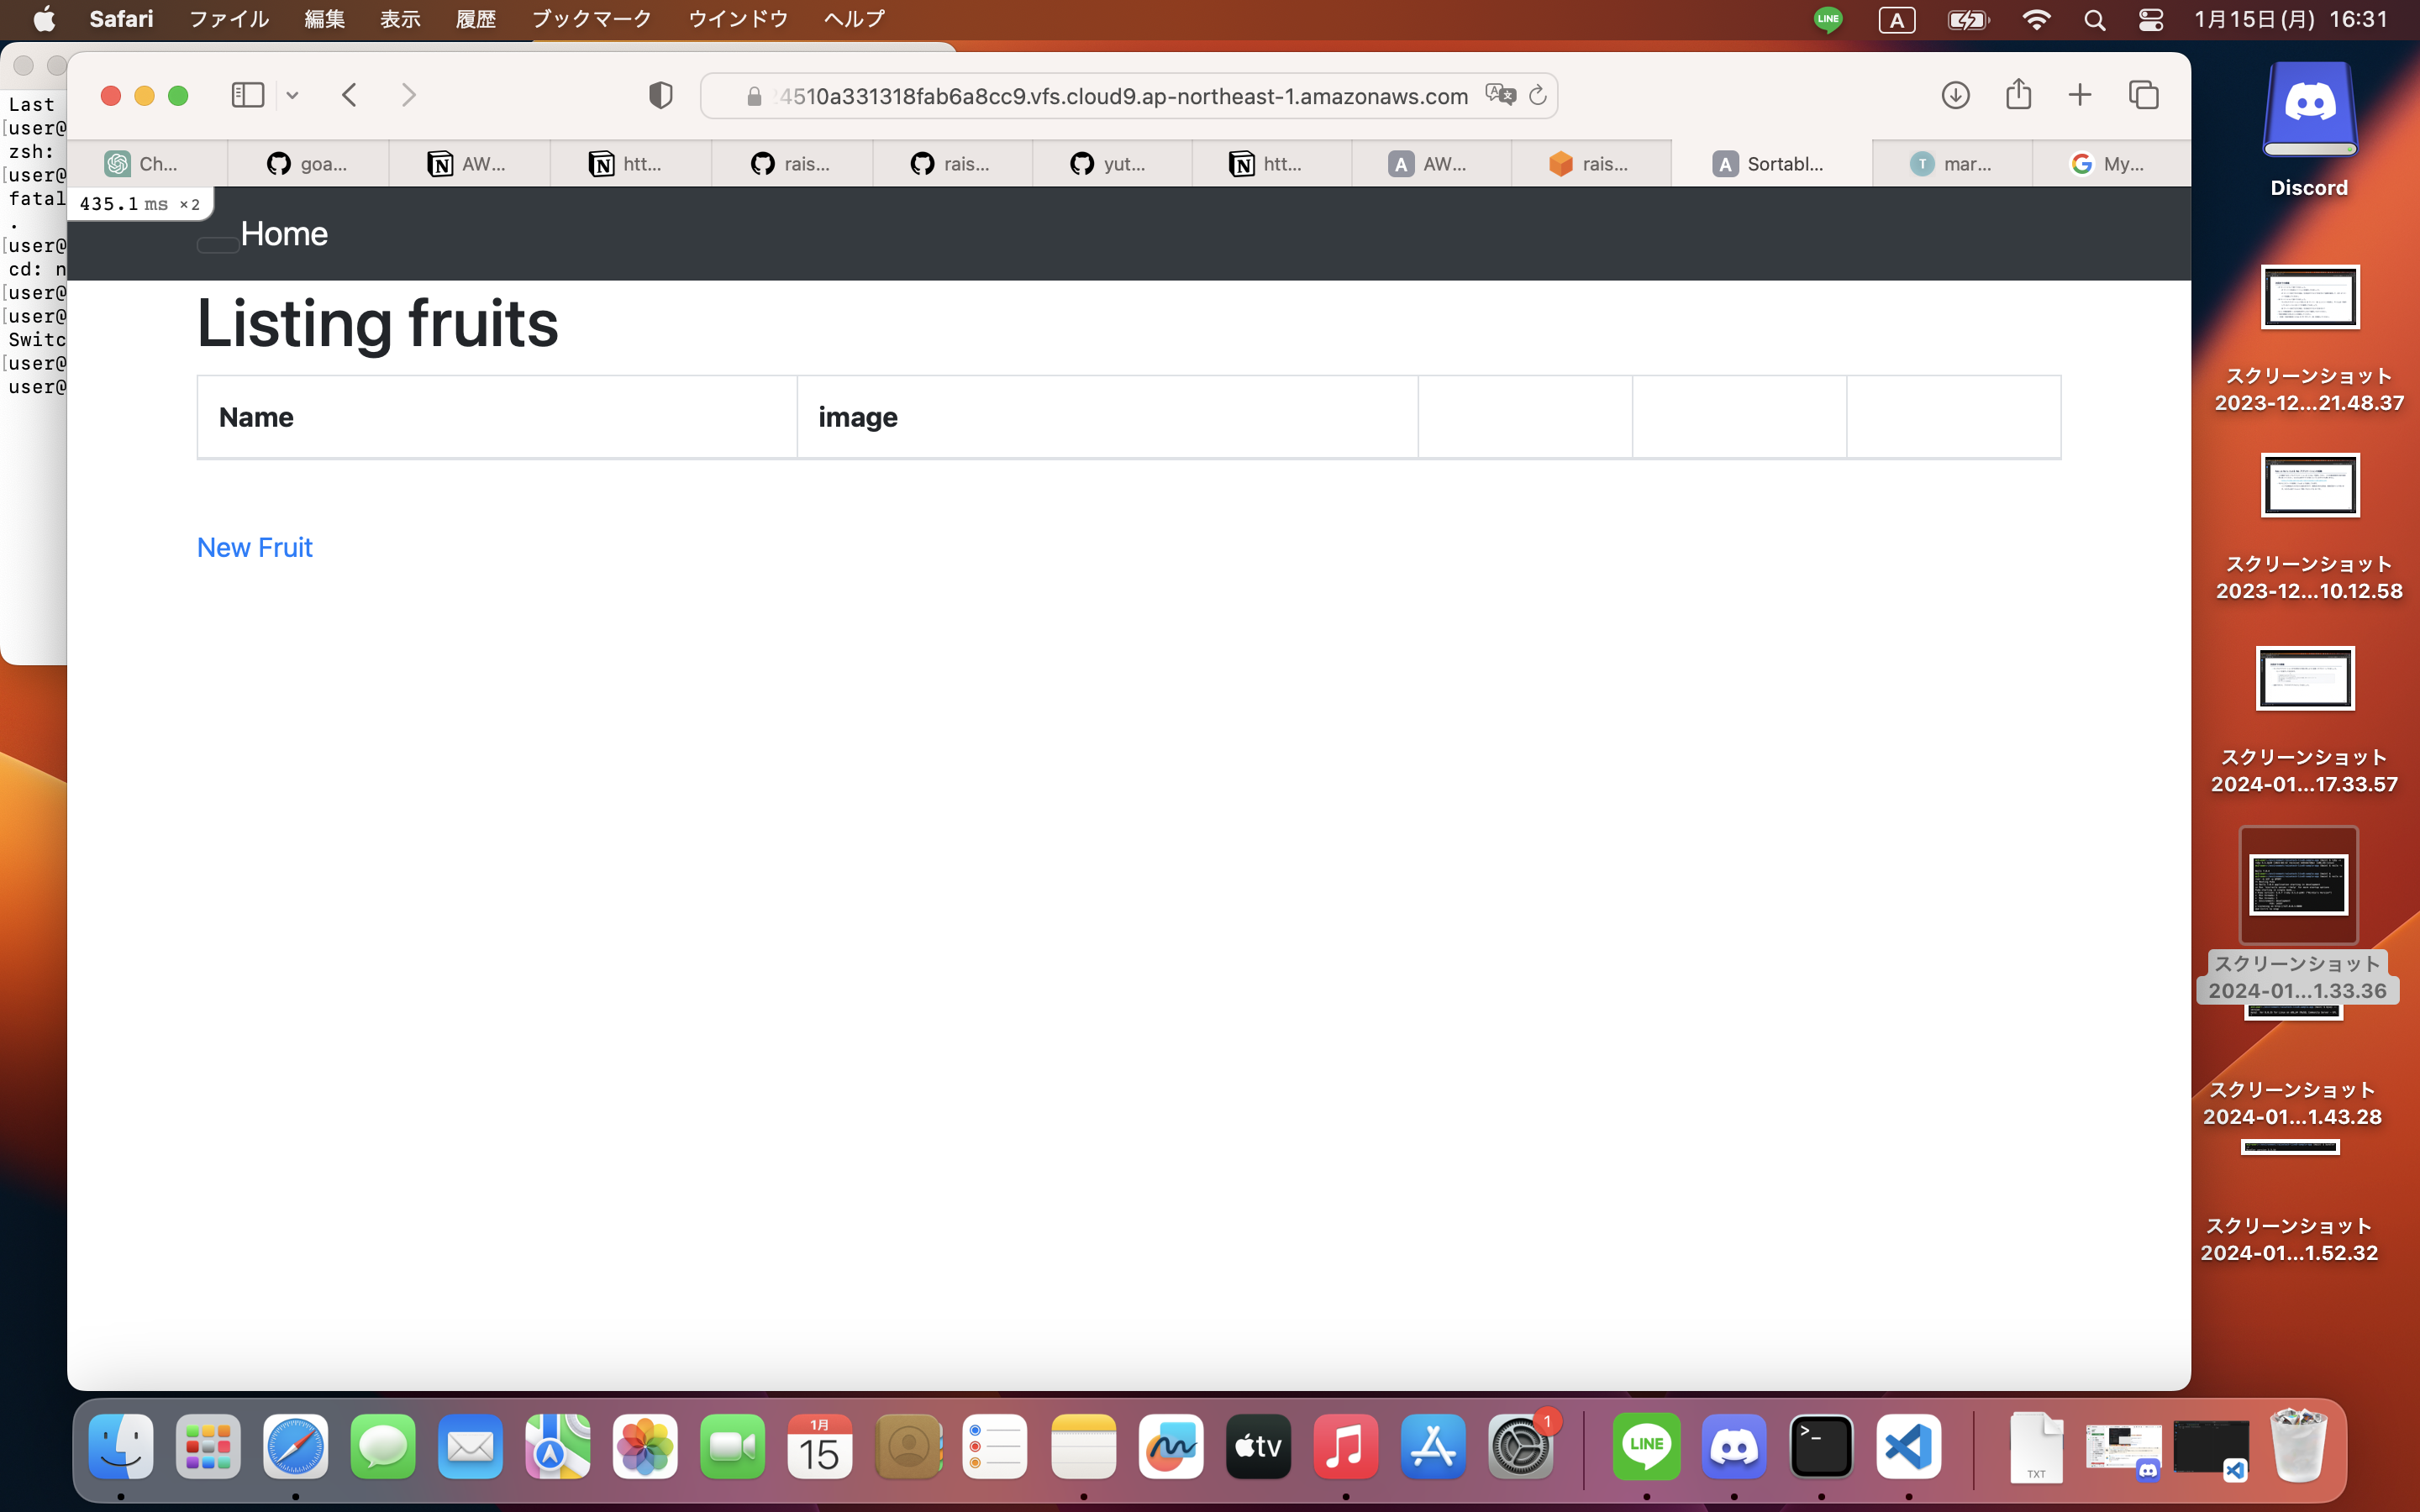 Safari ファイル 編集 表示 履歴 ブックマーク ウインドウ ヘルプ LINE A 1月15日(月) 16:31
Last
[user@
zsh:
[user@
fatal
.
[user@
cd: n
[user@
[user@
Switc
[user@
user@
24510a331318fab6a8cc9.vfs.cloud9.ap-northeast-1.amazonaws.com
Ch... goa... AW... htt... rais... rais... yut... htt... A AW... rais... A Sortabl... T mar... My...
435.1 ms ×2
Home
Listing fruits
Name image
New Fruit
Discord
スクリーンショット
2023-12...21.48.37
スクリーンショット
2023-12...10.12.58
スクリーンショット
2024-01...17.33.57
スクリーンショット
2024-01...1.33.36
スクリーンショット
2024-01...1.43.28
スクリーンショット
2024-01...1.52.32
1月
15
tv
1
LINE
>_
TXT